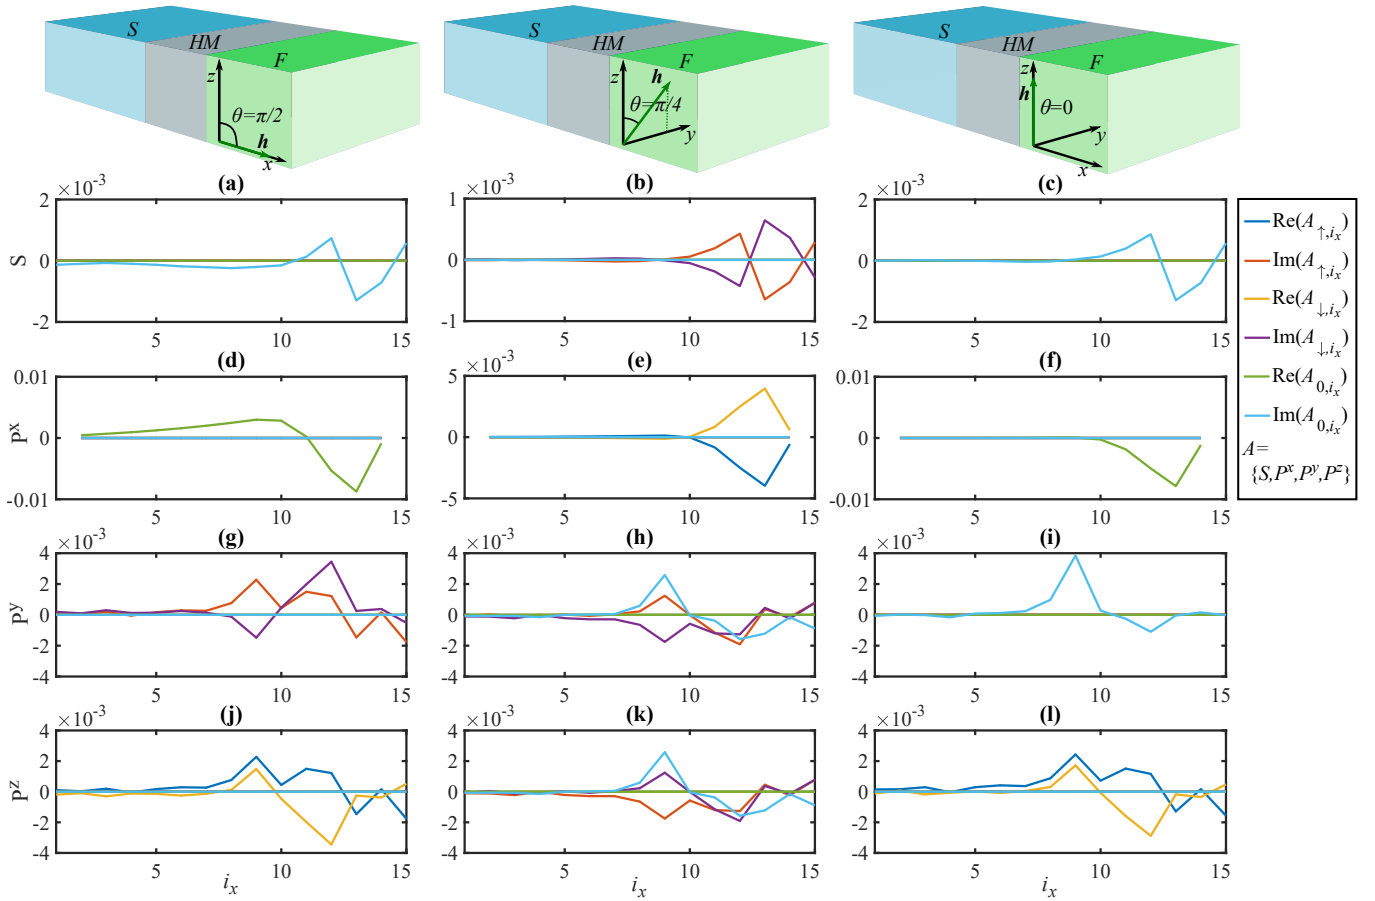 S HM F
z
θ=π/2
h
x
S HM F
z h
θ=π/4
y
S HM F
z
h
θ=0
y
x
(a) (b) (c)
×10-3 ×10-3 ×10-3
S
2 0 -2
5 10 15
1 0 -1
5 10 15
2 0 -2
5 10 15
(d) (e) (f)
Px
0.01 0 -0.01
5 10 15
5 ×10-3 0 -5
5 10 15
0.01 0 -0.01
5 10 15
(g) (h) (i)
×10-3 ×10-3 ×10-3
Py
4 2 0 -2 -4
5 10 15
4 2 0 -2 -4
5 10 15
4 2 0 -2 -4
5 10 15
(j) (k) (l)
×10-3 ×10-3 ×10-3
Pz
4 2 0 -2 -4
5 10 15
4 2 0 -2 -4
5 10 15
4 2 0 -2 -4
5 10 15
ix ix ix
Re(A↑,ix)
Im(A↑,ix)
Re(A↓,ix)
Im(A↓,ix)
Re(A0,ix)
Im(A0,ix)
A=
{S,Px,Py,Pz}